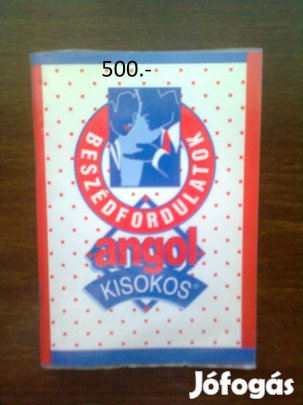 500.-
BESZÉDFORDULATOK
angol
KISOKOS®
Jófogás